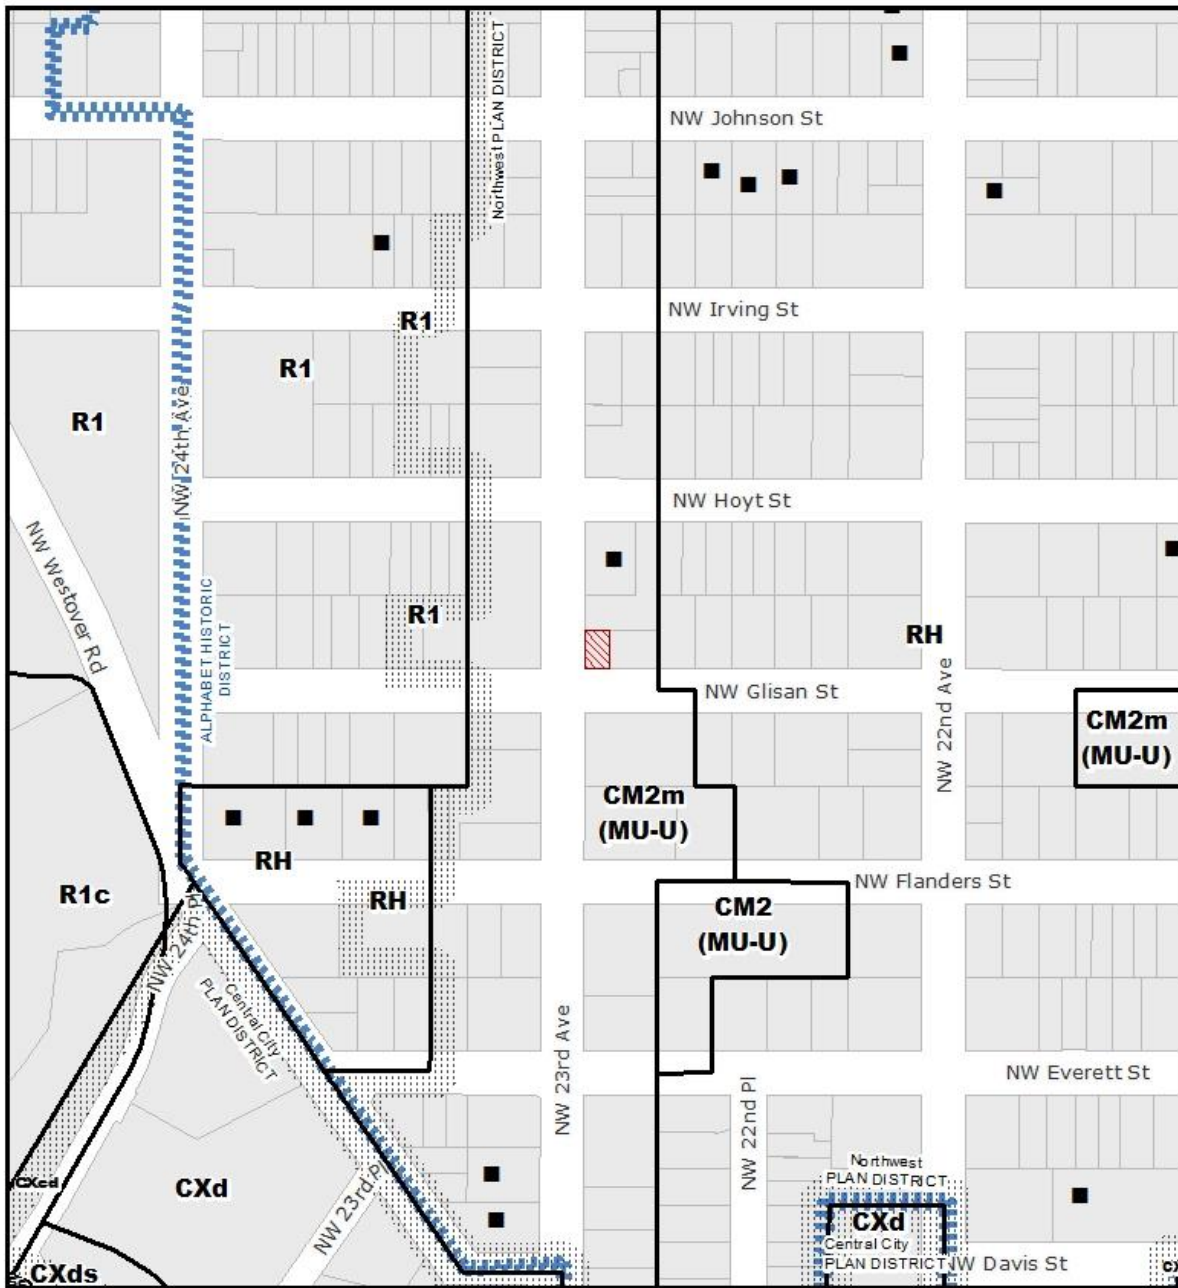 Northwest PLAN DISTRICT
NW Johnson St
NW Irving St
R1
R1
R1
NW 24th Ave
NW Hoyt St
NW Westover Rd
ALPHABET HISTORIC
DISTRICT
R1
RH
NW Glisan St
NW 22nd Ave
CM2m
(MU-U)
CM2m
(MU-U)
RH
R1c
RH
NW Flanders St
CM2
(MU-U)
NW 24th Pl
Central City
PLAN DISTRICT
NW 23rd Ave
NW Everett St
NW 22nd Pl
Northwest
PLAN DISTRICT
CXcd
CXd
NW 23rd Pl
CXd
Central City
PLAN DISTRICT
NW Davis St
CXds